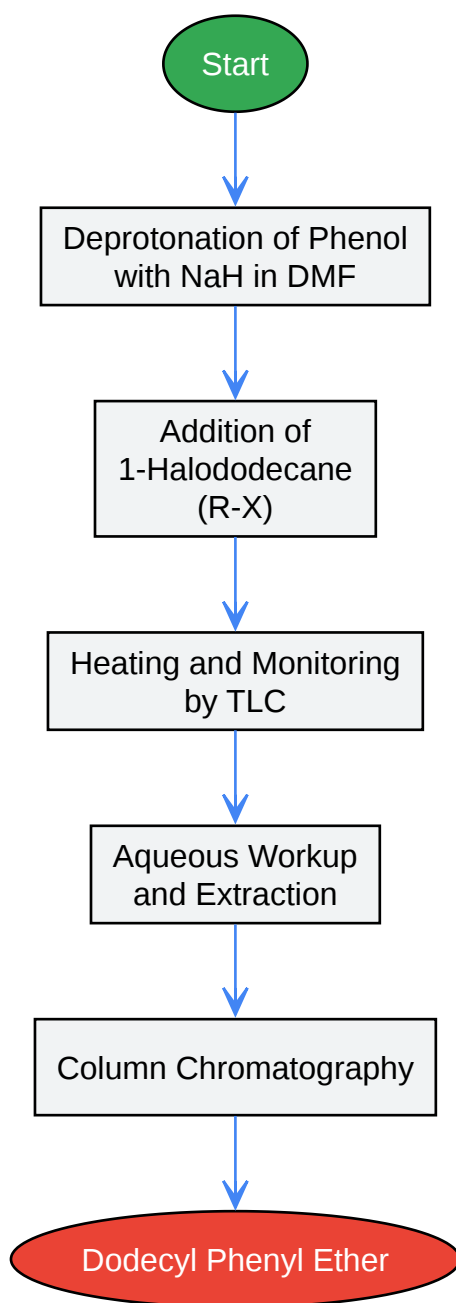 Start
Deprotonation of Phenol
with NaH in DMF
Addition of
1-Halododecane
(R-X)
Heating and Monitoring
by TLC
Aqueous Workup
and Extraction
Column Chromatography
Dodecyl Phenyl Ether